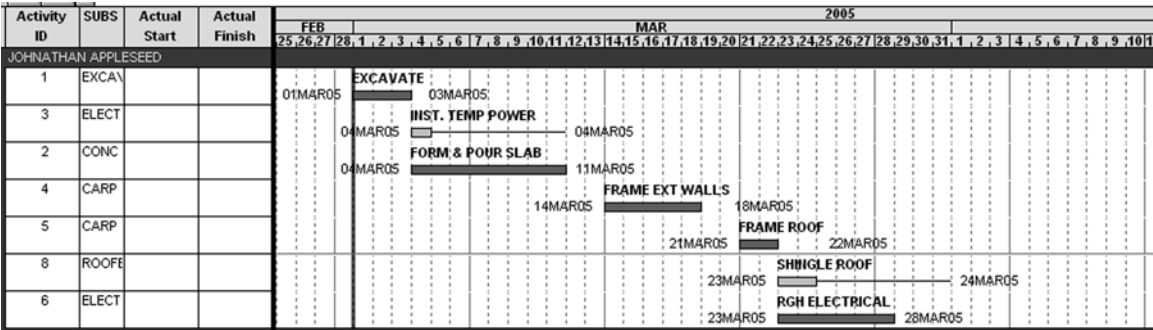 Activity ID SUBS Actual Start Actual Finish
2005
FEB MAR
25 26 27 28 1 2 3 4 5 6 7 8 9 10 11 12 13 14 15 16 17 18 19 20 21 22 23 24 25 26 27 28 29 30 31 1 2 3 4 5 6 7 8 9 10 1
JOHNATHAN APPLESEED
1 EXCAV EXCAVATE
01MAR05 03MAR05
3 ELECT INST. TEMP POWER
04MAR05 04MAR05
2 CONC FORM & POUR SLAB
04MAR05 11MAR05
4 CARP FRAME EXT WALLS
14MAR05 18MAR05
5 CARP FRAME ROOF
21MAR05 22MAR05
8 ROOFE SHINGLE ROOF
23MAR05 24MAR05
6 ELECT RGH ELECTRICAL
23MAR05 28MAR05